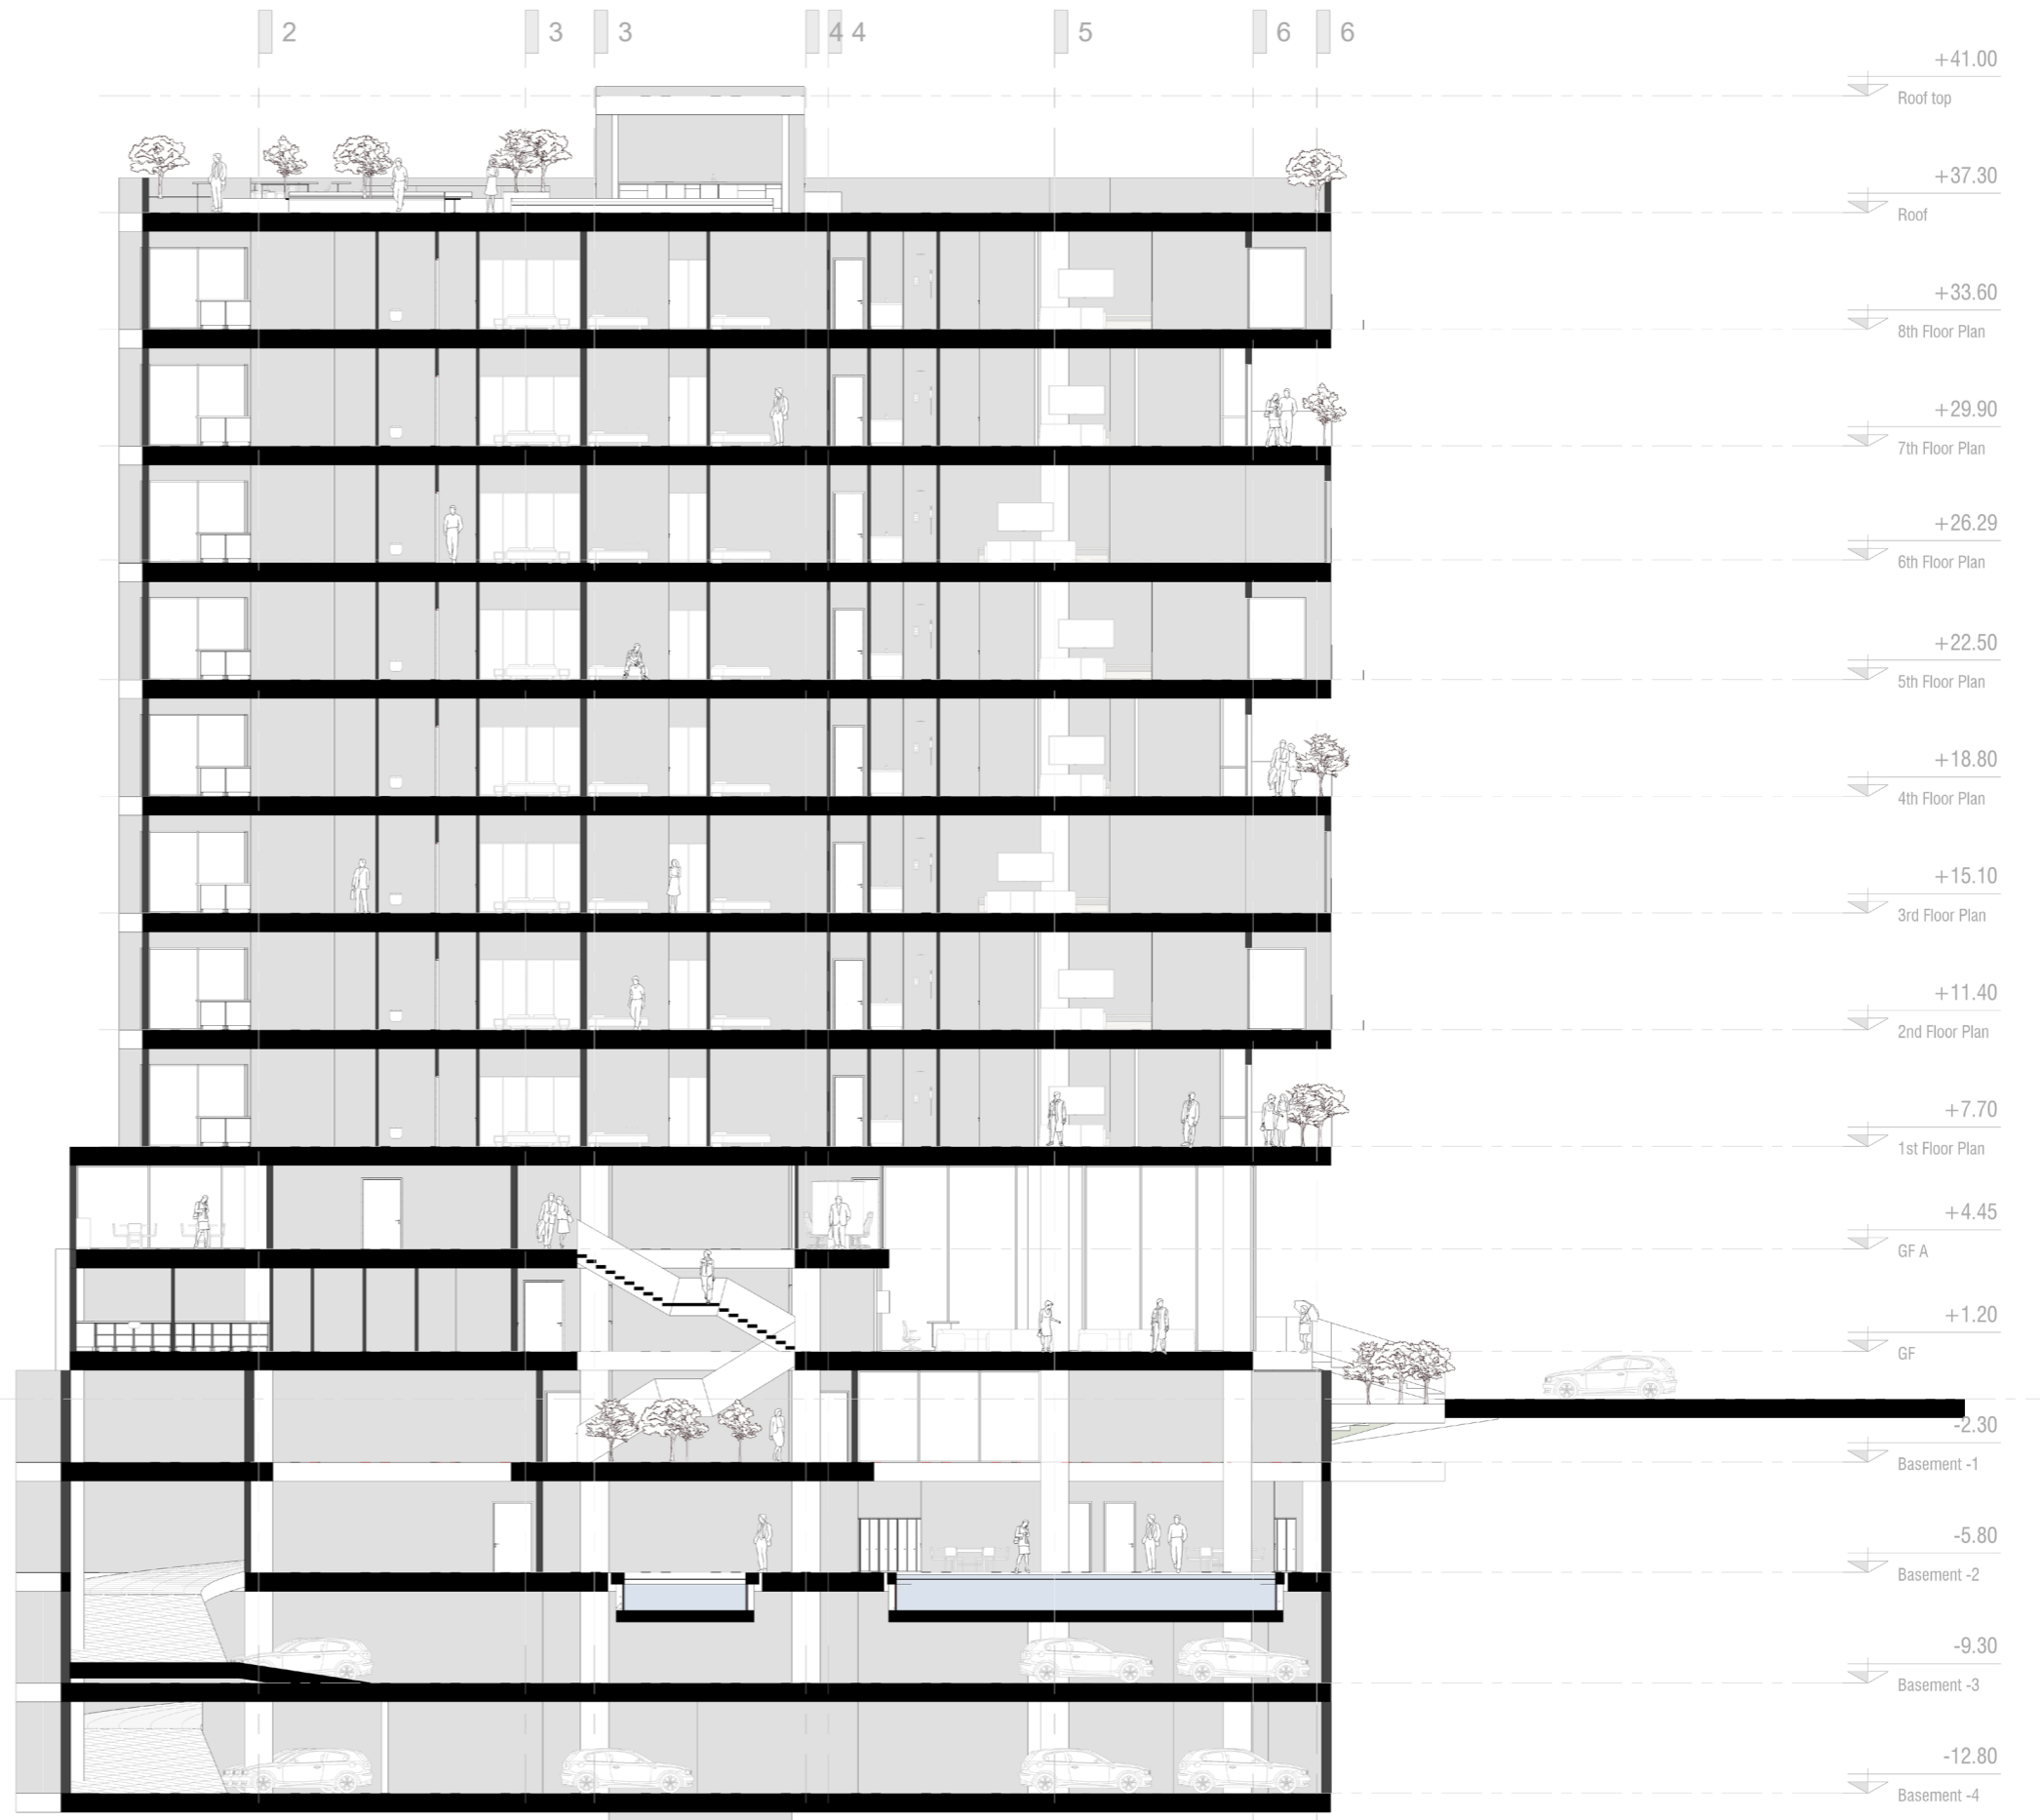 2 3 3 4 4 5 6 6
+41.00
Roof top
+37.30
Roof
+33.60
8th Floor Plan
+29.90
7th Floor Plan
+26.29
6th Floor Plan
+22.50
5th Floor Plan
+18.80
4th Floor Plan
+15.10
3rd Floor Plan
+11.40
2nd Floor Plan
+7.70
1st Floor Plan
+4.45
GF A
+1.20
GF
-2.30
Basement -1
-5.80
Basement -2
-9.30
Basement -3
-12.80
Basement -4